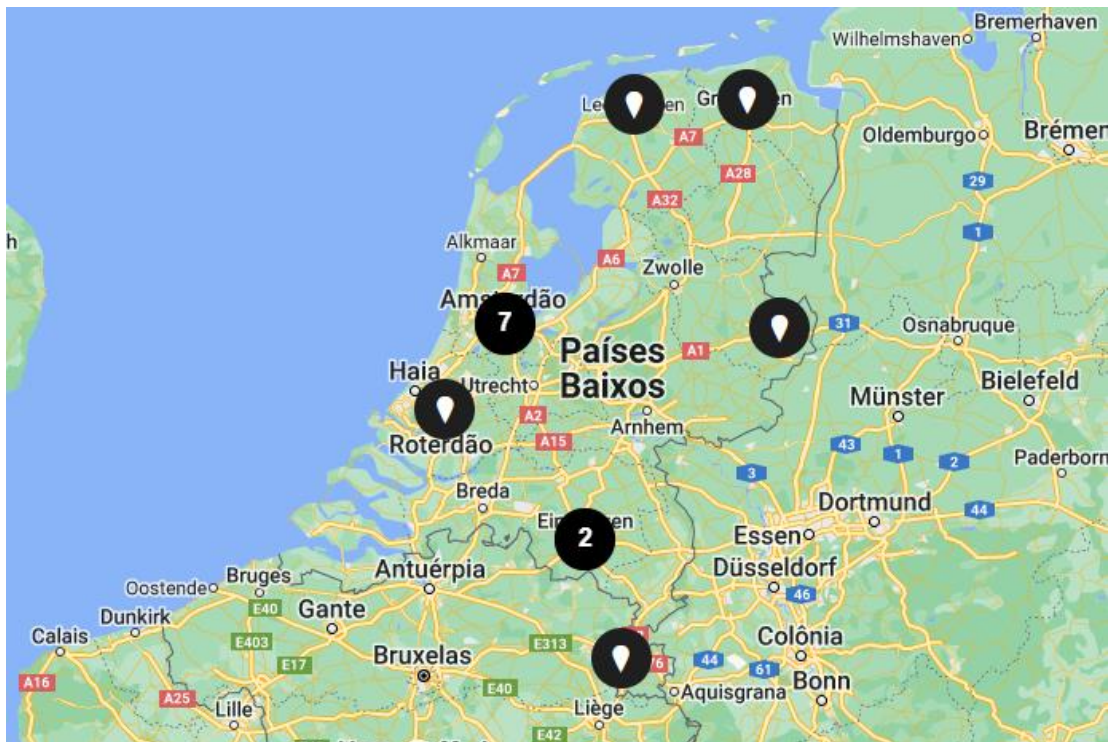 Bremerhaven
Wilhelmshaven
A7
Oldemburgo
Brémen
A28
29
A32
1
Alkmaar
A7
A6
Zwolle
Amsterdão
7
31
Osnabruque
Países
Baixos
A1
Haia
Utrecht
Bielefeld
Münster
A2
Arnhem
Roterdão
A15
43
1
2
Paderborn
3
Breda
Dortmund
44
2
Essen
Oostende
Bruges
Antuérpia
Düsseldorf
E40
46
Dunkirk
Gante
Calais
E403
E313
Colônia
A16
E17
Bruxelas
76
44
61
Bonn
A25
E40
Aquisgrana
Lille
Liège
E42